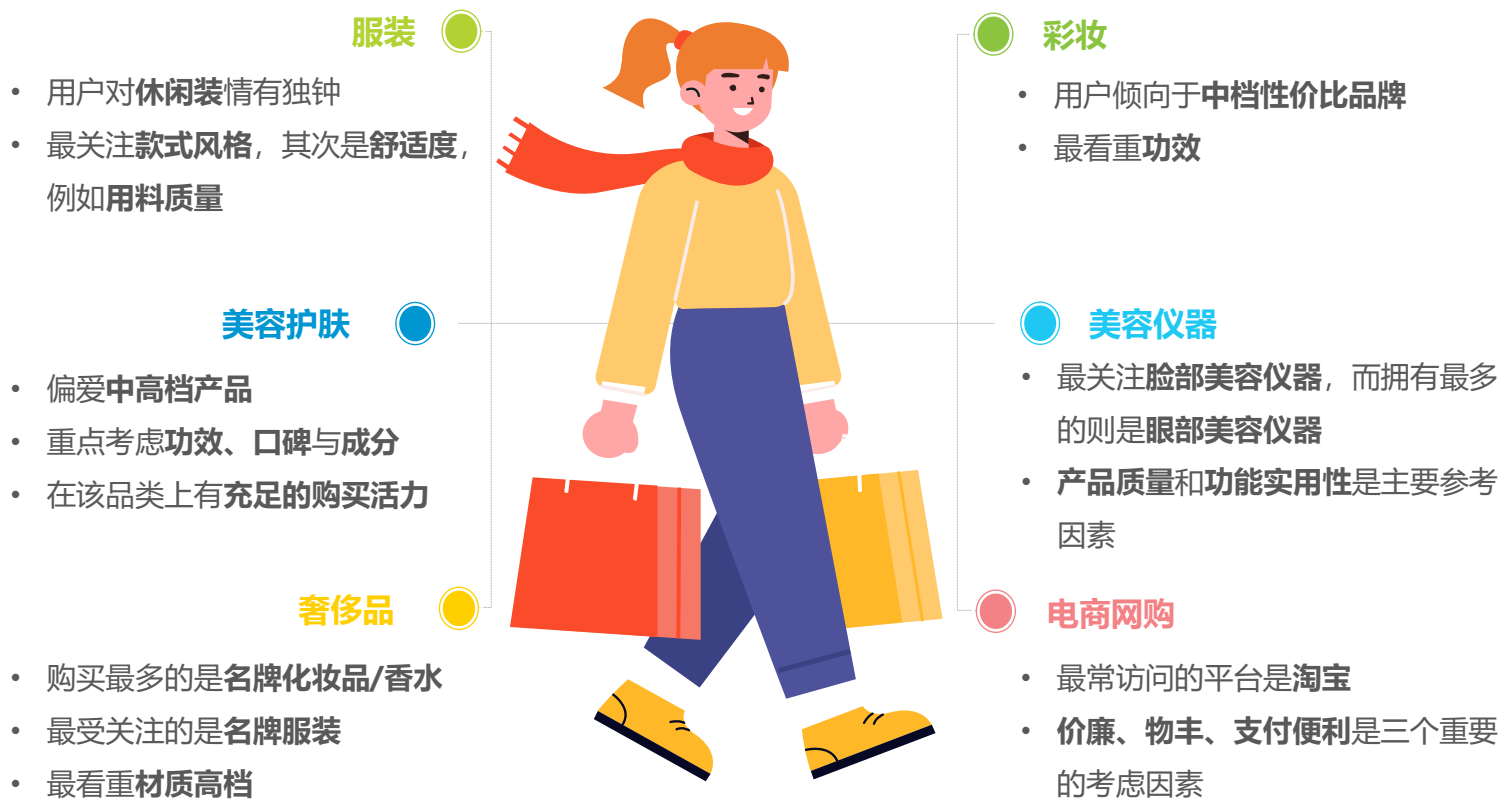 服装
• 用户对休闲装情有独钟
• 最关注款式风格，其次是舒适度，
例如用料质量
美容护肤
• 偏爱中高档产品
• 重点考虑功效、口碑与成分
• 在该品类上有充足的购买活力
奢侈品
• 购买最多的是名牌化妆品/香水
• 最受关注的是名牌服装
• 最看重材质高档
彩妆
• 用户倾向于中档性价比品牌
• 最看重功效
美容仪器
• 最关注脸部美容仪器，而拥有最多
的则是眼部美容仪器
• 产品质量和功能实用性是主要参考
因素
电商网购
• 最常访问的平台是淘宝
• 价廉、物丰、支付便利是三个重要
的考虑因素